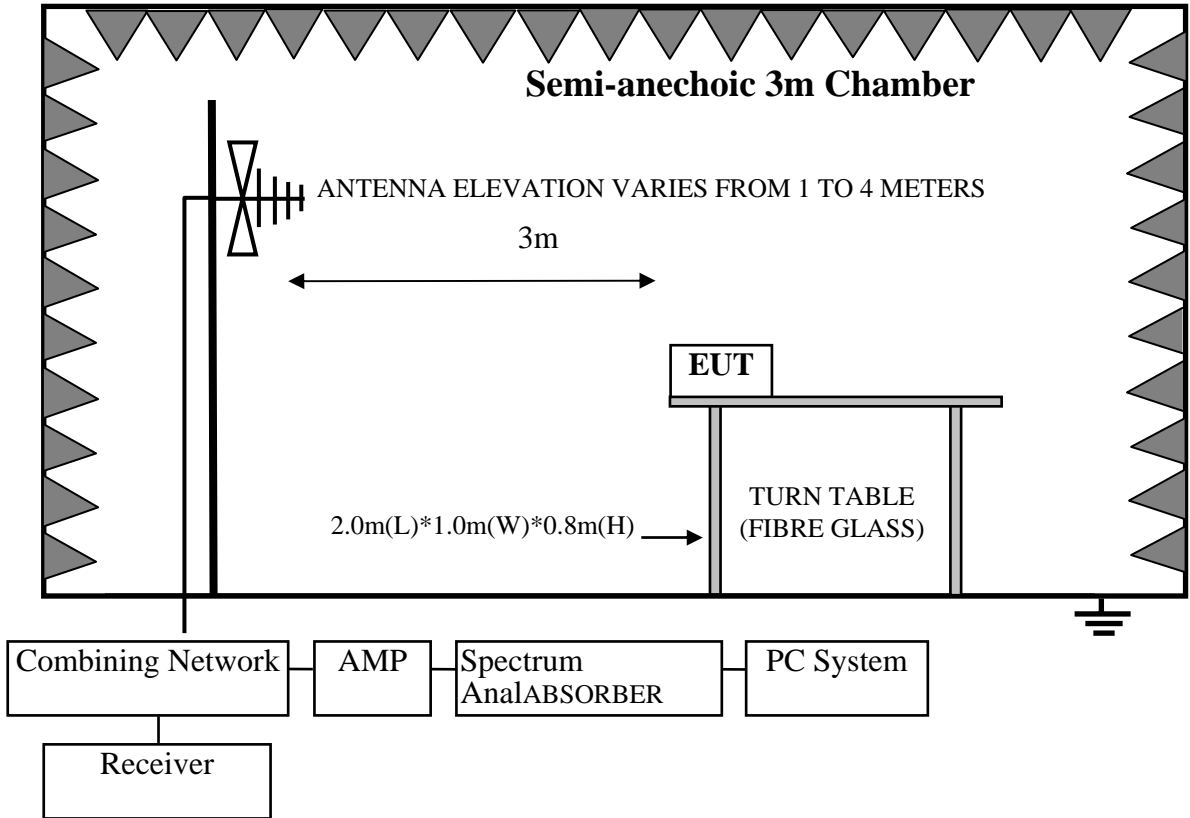 Semi-anechoic 3m Chamber
ANTENNA ELEVATION VARIES FROM 1 TO 4 METERS
3m
EUT
TURN TABLE
(FIBRE GLASS)
2.0m(L)*1.0m(W)*0.8m(H)
Combining Network
AMP
Spectrum
AnalABSORBER
PC System
Receiver